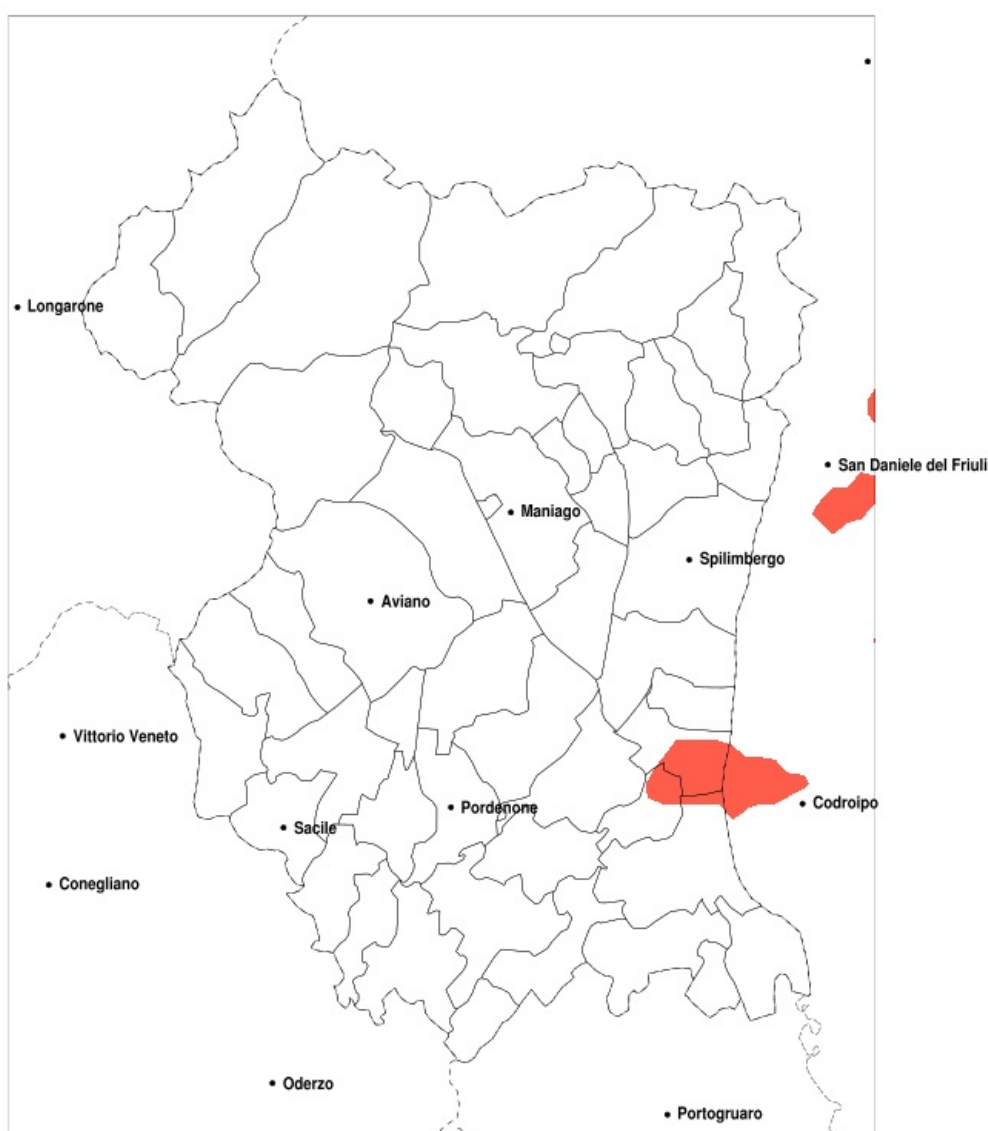 Longarone
San Daniele del Friuli
Maniago
Spilimbergo
Aviano
Vittorio Veneto
Codroipo
Pordenone
Sacile
Conegliano
Oderzo
Portogruaro